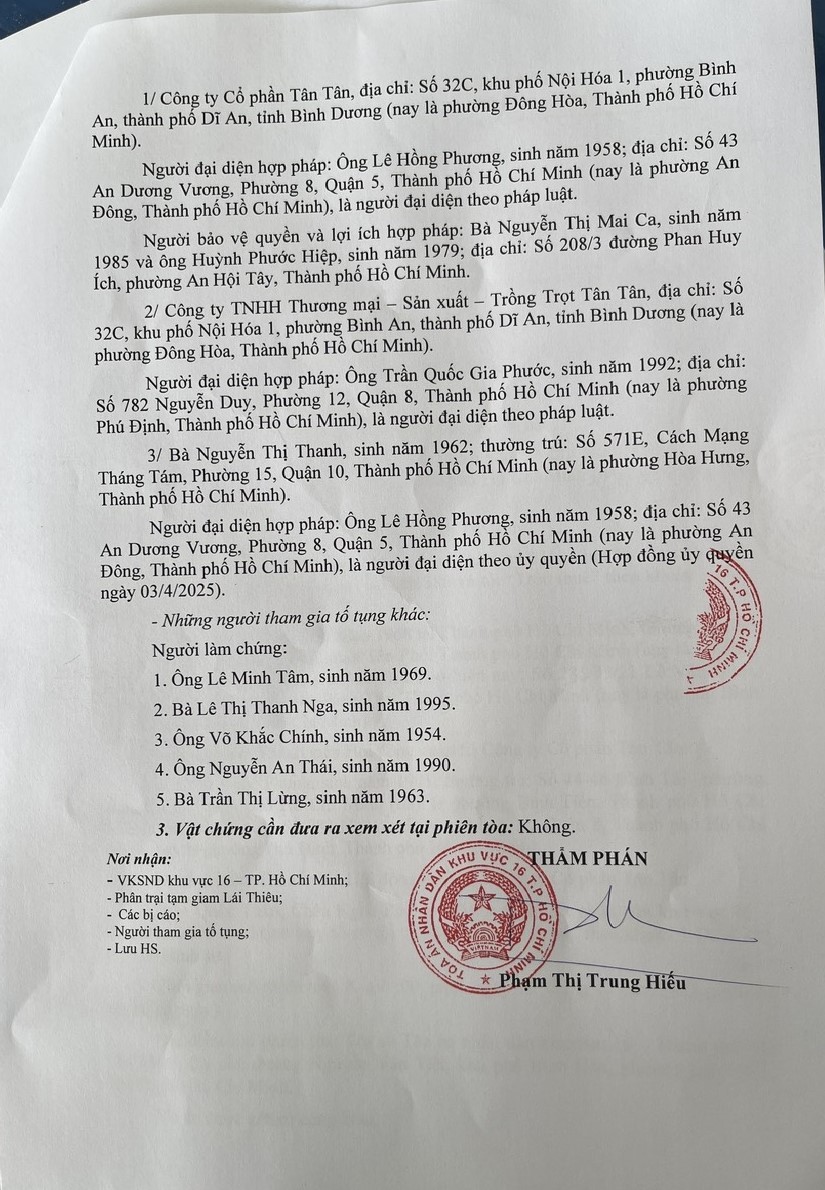 1/ Công ty Cổ phần Tân Tân, địa chỉ: Số 32C, khu phố Nội Hóa 1, phường Bình
An, thành phố Dĩ An, tỉnh Bình Dương (nay là phường Đông Hòa, Thành phố Hồ Chí
Minh).
Người đại diện hợp pháp: Ông Lê Hồng Phương, sinh năm 1958; địa chỉ: Số 43
An Dương Vương, Phường 8, Quận 5, Thành phố Hồ Chí Minh (nay là phường An
Đông, Thành phố Hồ Chí Minh), là người đại diện theo pháp luật.
Người bảo vệ quyền và lợi ích hợp pháp: Bà Nguyễn Thị Mai Ca, sinh năm
1985 và ông Huỳnh Phước Hiệp, sinh năm 1979; địa chỉ: Số 208/3 đường Phan Huy
Ích, phường An Hội Tây, Thành phố Hồ Chí Minh.
2/ Công ty TNHH Thương mại – Sản xuất – Trồng Trọt Tân Tân, địa chỉ: Số
32C, khu phố Nội Hóa 1, phường Bình An, thành phố Dĩ An, tỉnh Bình Dương (nay là
phường Đông Hòa, Thành phố Hồ Chí Minh).
Người đại diện hợp pháp: Ông Trần Quốc Gia Phước, sinh năm 1992; địa chỉ:
Số 782 Nguyễn Duy, Phường 12, Quận 8, Thành phố Hồ Chí Minh (nay là phường
Phú Định, Thành phố Hồ Chí Minh), là người đại diện theo pháp luật.
3/ Bà Nguyễn Thị Thanh, sinh năm 1962; thường trú: Số 571E, Cách Mạng
Tháng Tám, Phường 15, Quận 10, Thành phố Hồ Chí Minh (nay là phường Hòa Hưng,
Thành phố Hồ Chí Minh).
Người đại diện hợp pháp: Ông Lê Hồng Phương, sinh năm 1958; địa chỉ: Số 43
An Dương Vương, Phường 8, Quận 5, Thành phố Hồ Chí Minh (nay là phường An
Đông, Thành phố Hồ Chí Minh), là người đại diện theo ủy quyền (Hợp đồng ủy quyền
ngày 03/4/2025).
16 T.P HỒ CHÍ MINH
- Những người tham gia tố tụng khác:
Người làm chứng:
1. Ông Lê Minh Tâm, sinh năm 1969.
2. Bà Lê Thị Thanh Nga, sinh năm 1995.
3. Ông Võ Khắc Chính, sinh năm 1954.
4. Ông Nguyễn An Thái, sinh năm 1990.
5. Bà Trần Thị Lừng, sinh năm 1963.
3. Vật chứng cần đưa ra xem xét tại phiên tòa: Không.
Nơi nhận:
- VKSND khu vực 16 – TP. Hồ Chí Minh;
- Phân trại tạm giam Lái Thiêu;
- Các bị cáo;
- Người tham gia tố tụng;
- Lưu HS.
THẨM PHÁN
TÒA ÁN NHÂN DÂN KHU VỰC 16 T.P HỒ CHÍ MINH
VIỆT NAM
Phạm Thị Trung Hiếu